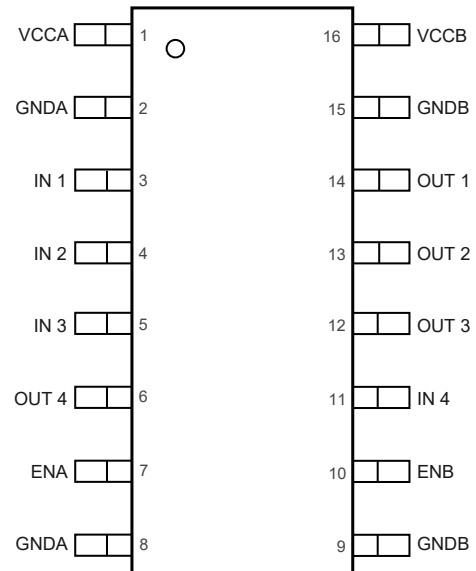 VCCA 1 16 VCCB
GNDA 2 15 GNDB
IN 1 3 14 OUT 1
IN 2 4 13 OUT 2
IN 3 5 12 OUT 3
OUT 4 6 11 IN 4
ENA 7 10 ENB
GNDA 8 9 GNDB